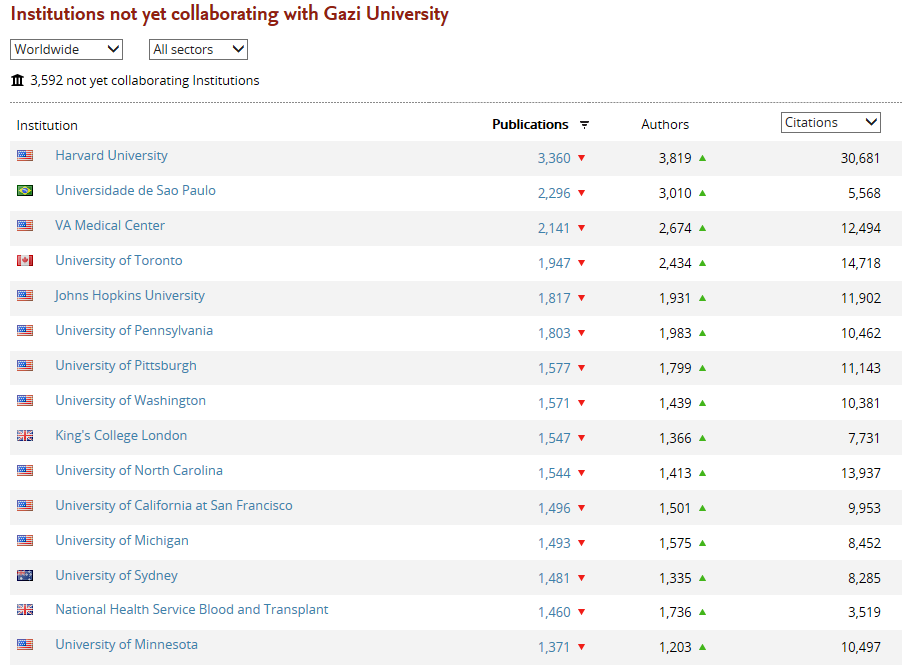 Institutions not yet collaborating with Gazi University
Worldwide All sectors
3,592 not yet collaborating Institutions
Institution Publications Authors Citations
Harvard University 3,360 3,819 30,681
Universidade de Sao Paulo 2,296 3,010 5,568
VA Medical Center 2,141 2,674 12,494
University of Toronto 1,947 2,434 14,718
Johns Hopkins University 1,817 1,931 11,902
University of Pennsylvania 1,803 1,983 10,462
University of Pittsburgh 1,577 1,799 11,143
University of Washington 1,571 1,439 10,381
King's College London 1,547 1,366 7,731
University of North Carolina 1,544 1,413 13,937
University of California at San Francisco 1,496 1,501 9,953
University of Michigan 1,493 1,575 8,452
University of Sydney 1,481 1,335 8,285
National Health Service Blood and Transplant 1,460 1,736 3,519
University of Minnesota 1,371 1,203 10,497